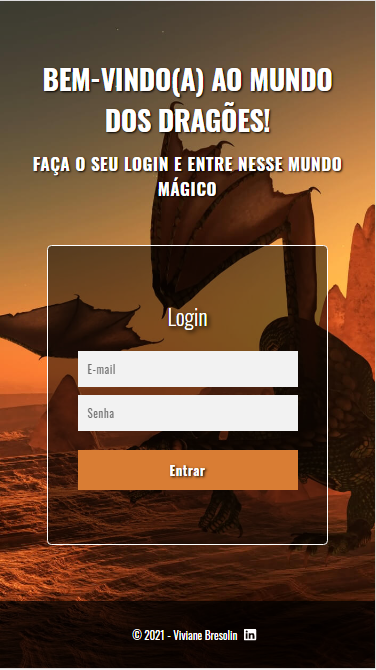 BEM-VINDO(A) AO MUNDO
DOS DRAGÕES!
FAÇA O SEU LOGIN E ENTRE NESSE MUNDO
MÁGICO
Login
E-mail
Senha
Entrar
© 2021 - Viviane Bresolin in